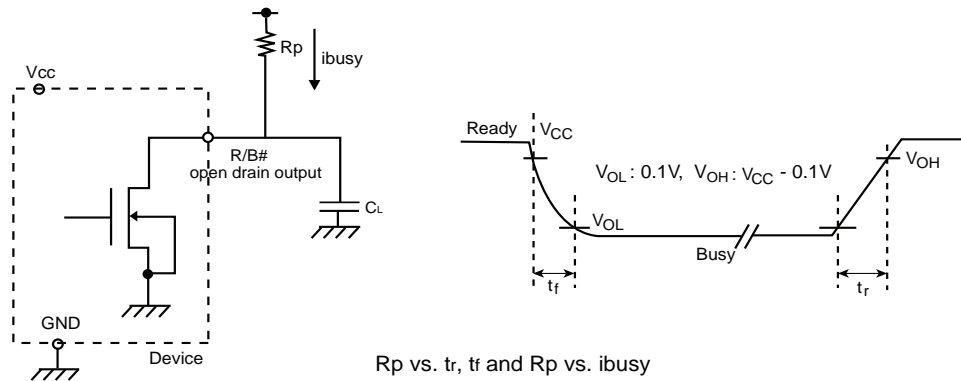 Rp
ibusy
Vcc
R/B#
open drain output
CL
GND
Device
Ready
VCC
VOL : 0.1V, VOH : VCC - 0.1V
VOH
VOL
Busy
tf
tr
Rp vs. tr, tf and Rp vs. ibusy